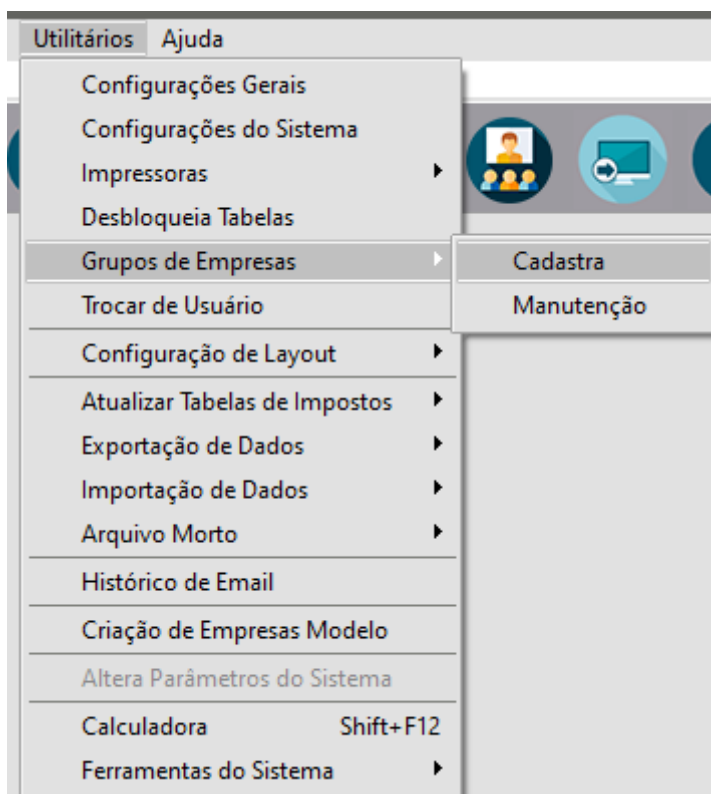 Utilitários Ajuda
Configurações Gerais
Configurações do Sistema
Impressoras
Desbloqueia Tabelas
Grupos de Empresas
Cadastra
Trocar de Usuário
Manutenção
Configuração de Layout
Atualizar Tabelas de Impostos
Exportação de Dados
Importação de Dados
Arquivo Morto
Histórico de Email
Criação de Empresas Modelo
Altera Parâmetros do Sistema
Calculadora Shift+F12
Ferramentas do Sistema